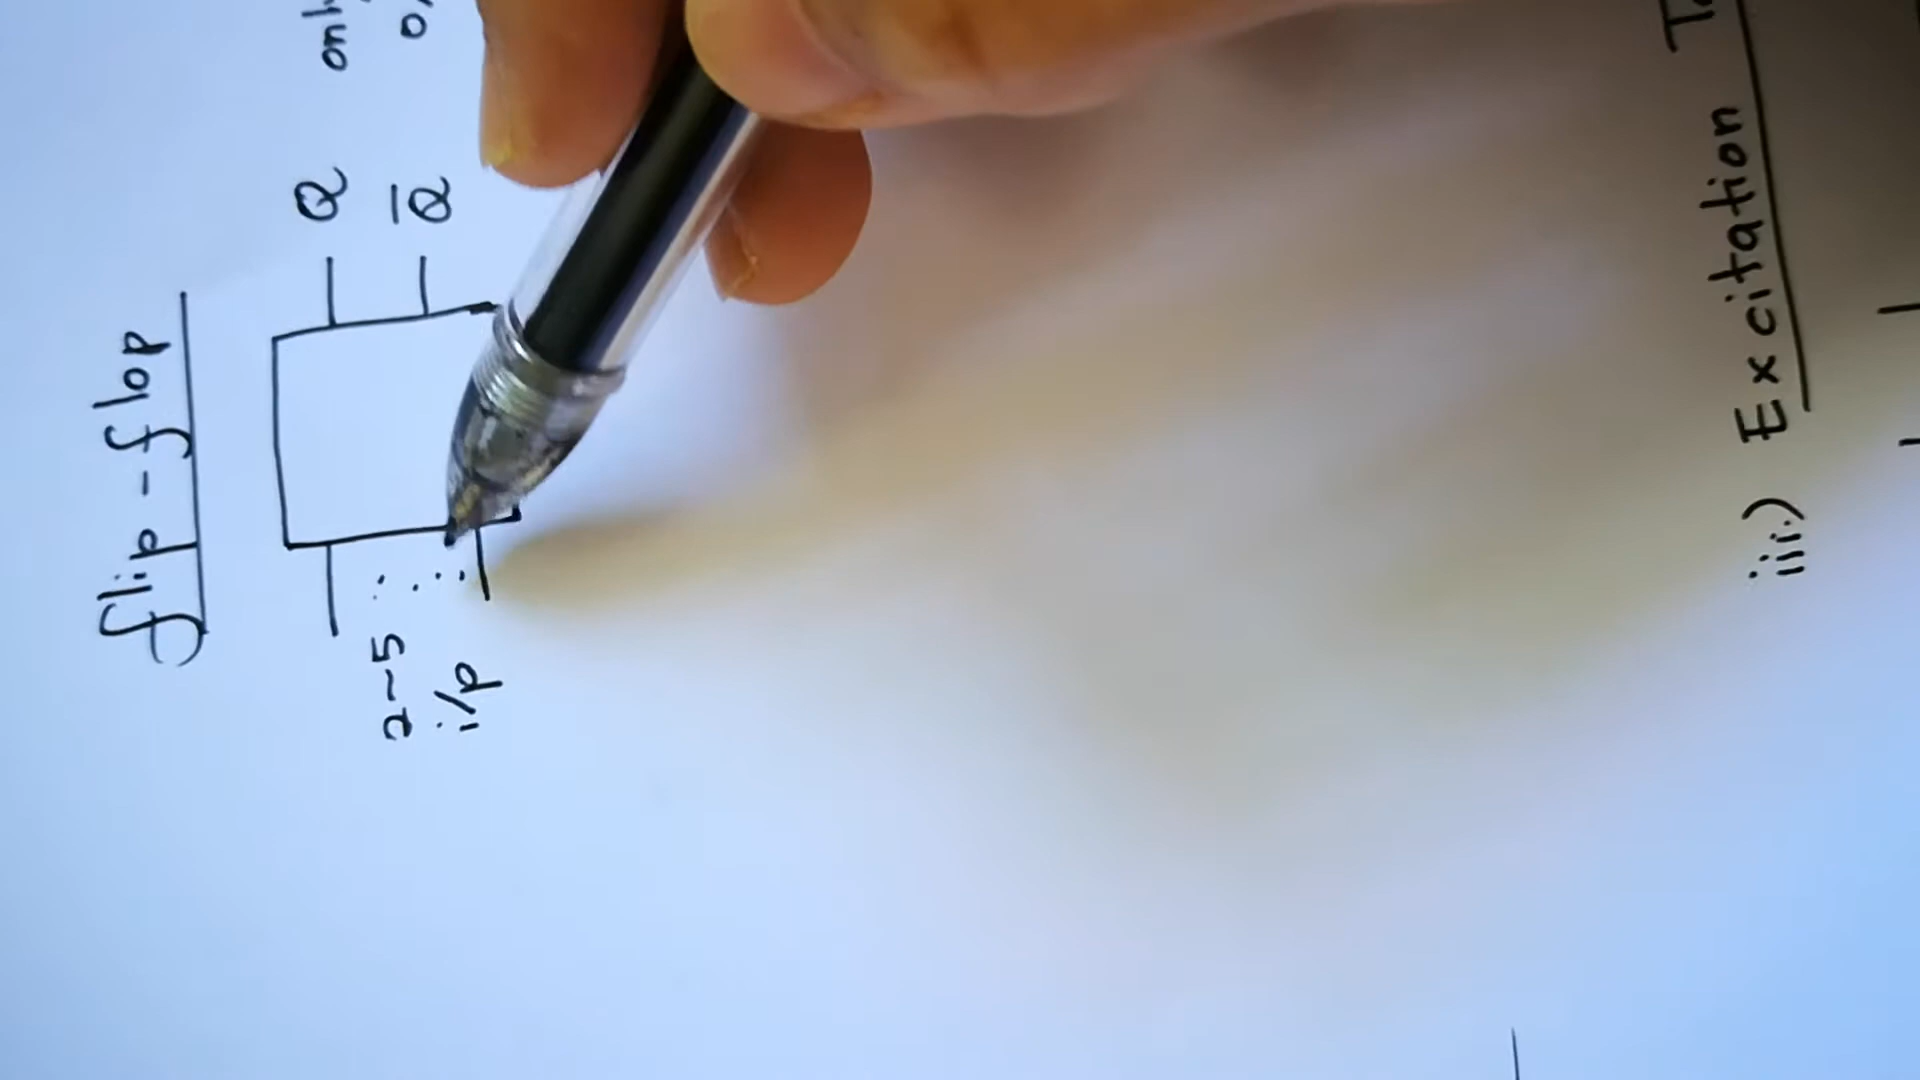 flip-flop
Q
Q̅
2-5
i/p
iii.) Excitation